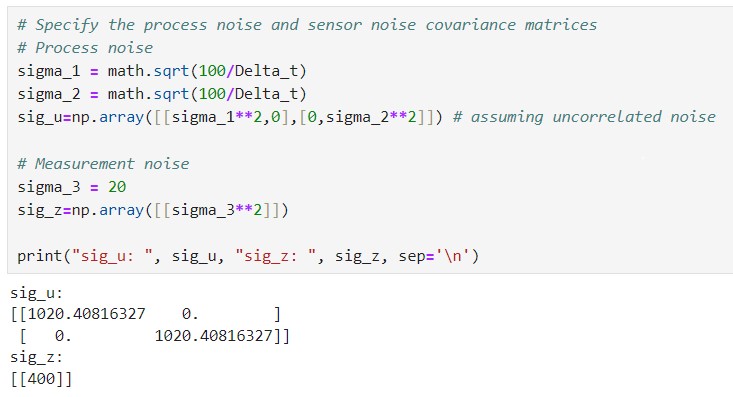 # Specify the process noise and sensor noise covariance matrices
# Process noise
sigma_1 = math.sqrt(100/Delta_t)
sigma_2 = math.sqrt(100/Delta_t)
sig_u=np.array([[sigma_1**2,0],[0,sigma_2**2]]) # assuming uncorrelated noise

# Measurement noise
sigma_3 = 20
sig_z=np.array([[sigma_3**2]])

print("sig_u: ", sig_u, "sig_z: ", sig_z, sep='\n')
sig_u:
[[1020.40816327    0.        ]
 [   0.         1020.40816327]]
sig_z:
[[400]]